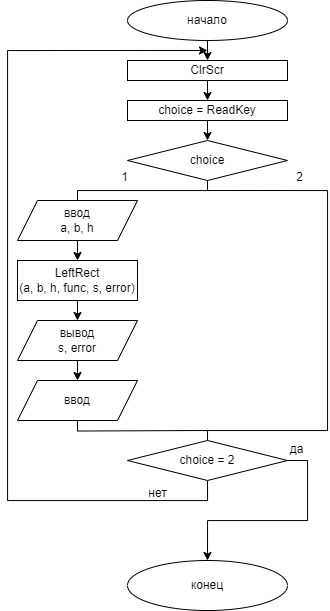 начало
ClrScr
choice = ReadKey
choice
1
2
ввод
a, b, h
LeftRect
(a, b, h, func, s, error)
вывод
s, error
ввод
choice = 2
да
нет
конец